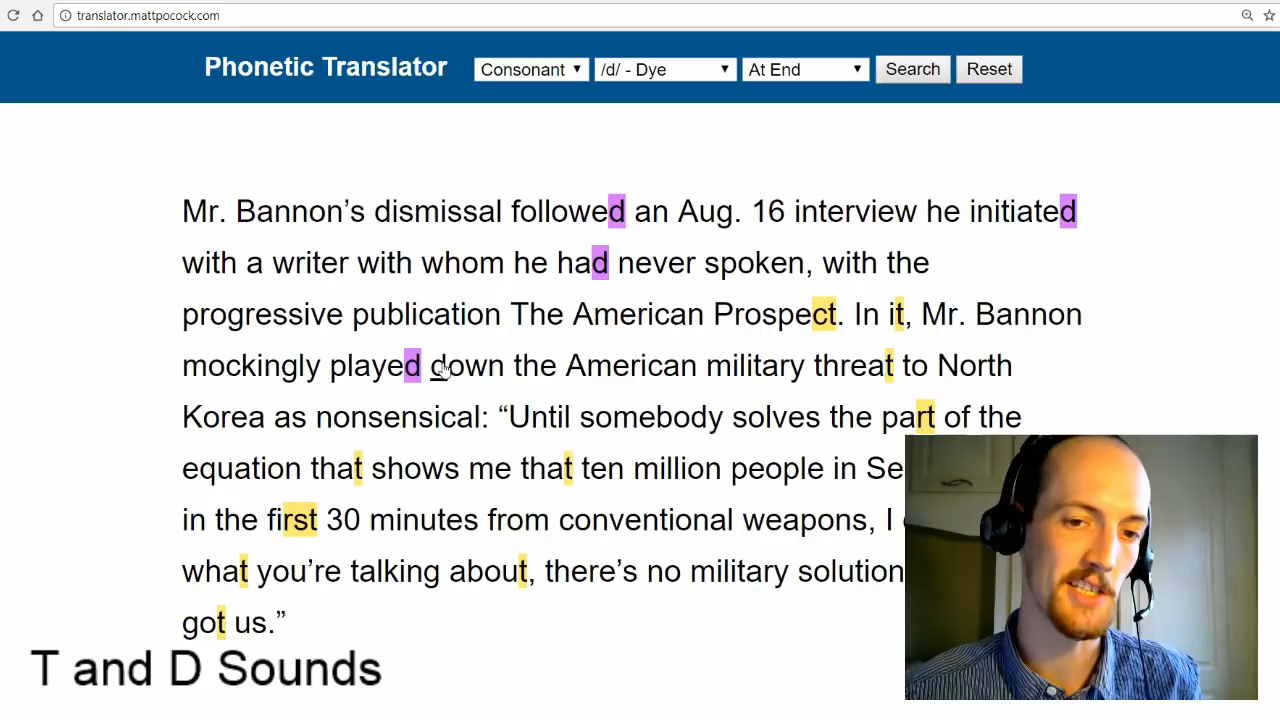 translator.mattpocock.com
Phonetic Translator Consonant /d/ - Dye At End Search Reset
Mr. Bannon’s dismissal followed an Aug. 16 interview he initiated
with a writer with whom he had never spoken, with the
progressive publication The American Prospect. In it, Mr. Bannon
mockingly played down the American military threat to North
Korea as nonsensical: “Until somebody solves the part of the
equation that shows me that ten million people in Se
in the first 30 minutes from conventional weapons, I
what you’re talking about, there’s no military solution
got us.”
T and D Sounds